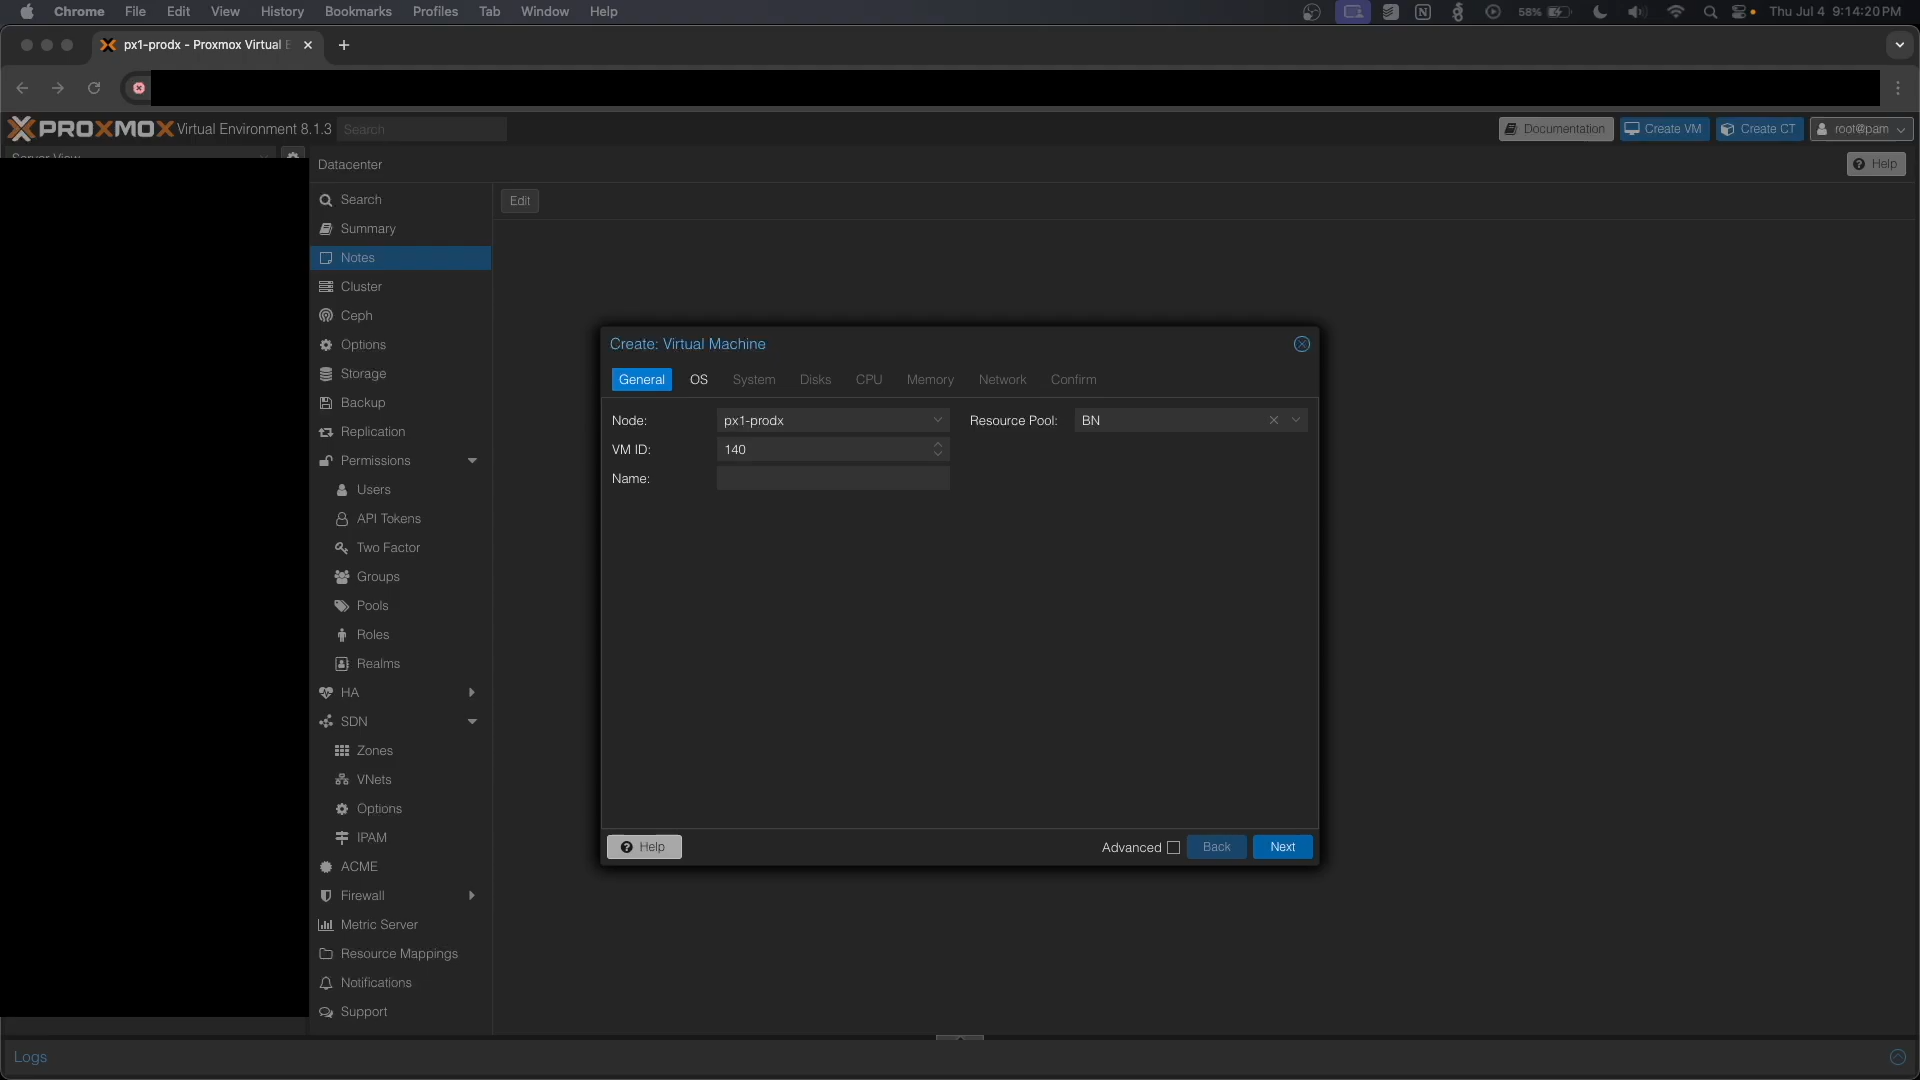 Chrome File Edit View History Bookmarks Profiles Tab Window Help 58% Thu Jul 4 9:14:20 PM
px1-prodx - Proxmox Virtual E
PROXMOX Virtual Environment 8.1.3 Search Documentation Create VM Create CT root@pam
Server View
Datacenter Help
Search
Summary
Notes
Cluster
Ceph
Options
Storage
Backup
Replication
Permissions
Users
API Tokens
Two Factor
Groups
Pools
Roles
Realms
HA
SDN
Zones
VNets
Options
IPAM
ACME
Firewall
Metric Server
Resource Mappings
Notifications
Support
Edit
Create: Virtual Machine
General OS System Disks CPU Memory Network Confirm
Node: px1-prodx Resource Pool: BN
VM ID: 140
Name:
Help Advanced Back Next
Logs